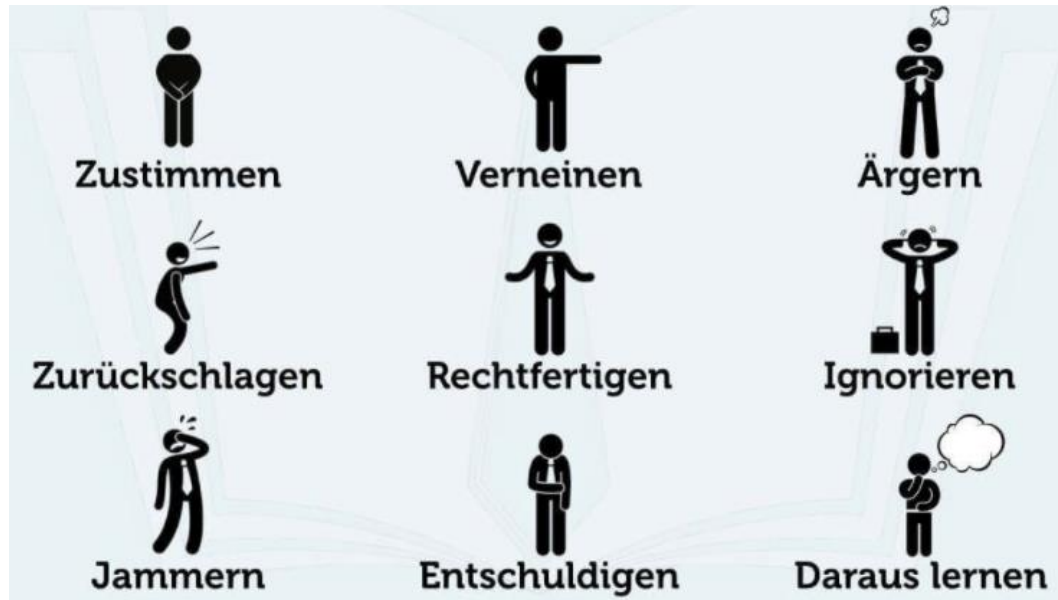 Zustimmen
Verneinen
Ärgern
Zurückschlagen
Rechtfertigen
Ignorieren
Jammern
Entschuldigen
Daraus lernen